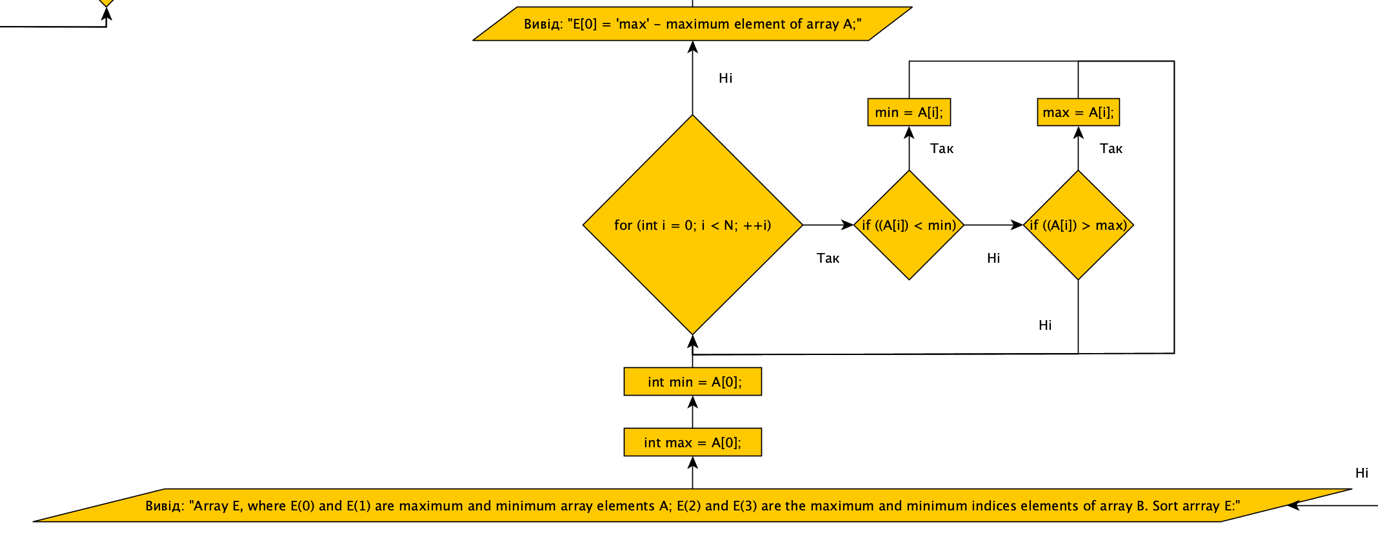 Вивід: "E[0] = 'max' - maximum element of array A;"
Ні
min = A[i];
max = A[i];
Так
Так
for (int i = 0; i < N; ++i)
if ((A[i]) < min)
if ((A[i]) > max)
Так
Ні
Ні
int min = A[0];
int max = A[0];
Ні
Вивід: "Array E, where E(0) and E(1) are maximum and minimum array elements A; E(2) and E(3) are the maximum and minimum indices elements of array B. Sort arrray E:"